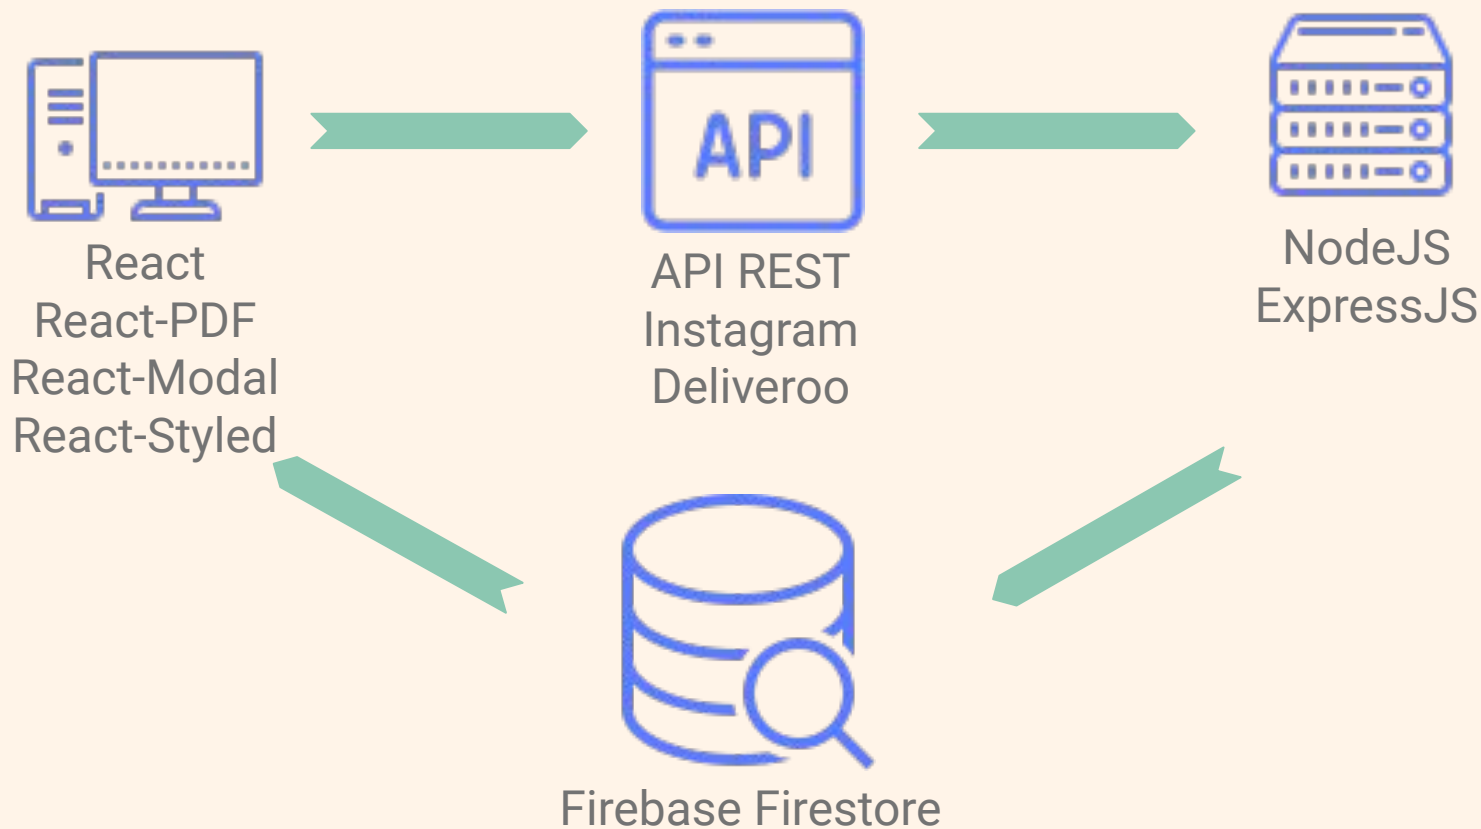 React
React-PDF
React-Modal
React-Styled
API
API REST
Instagram
Deliveroo
NodeJS
ExpressJS
Firebase Firestore